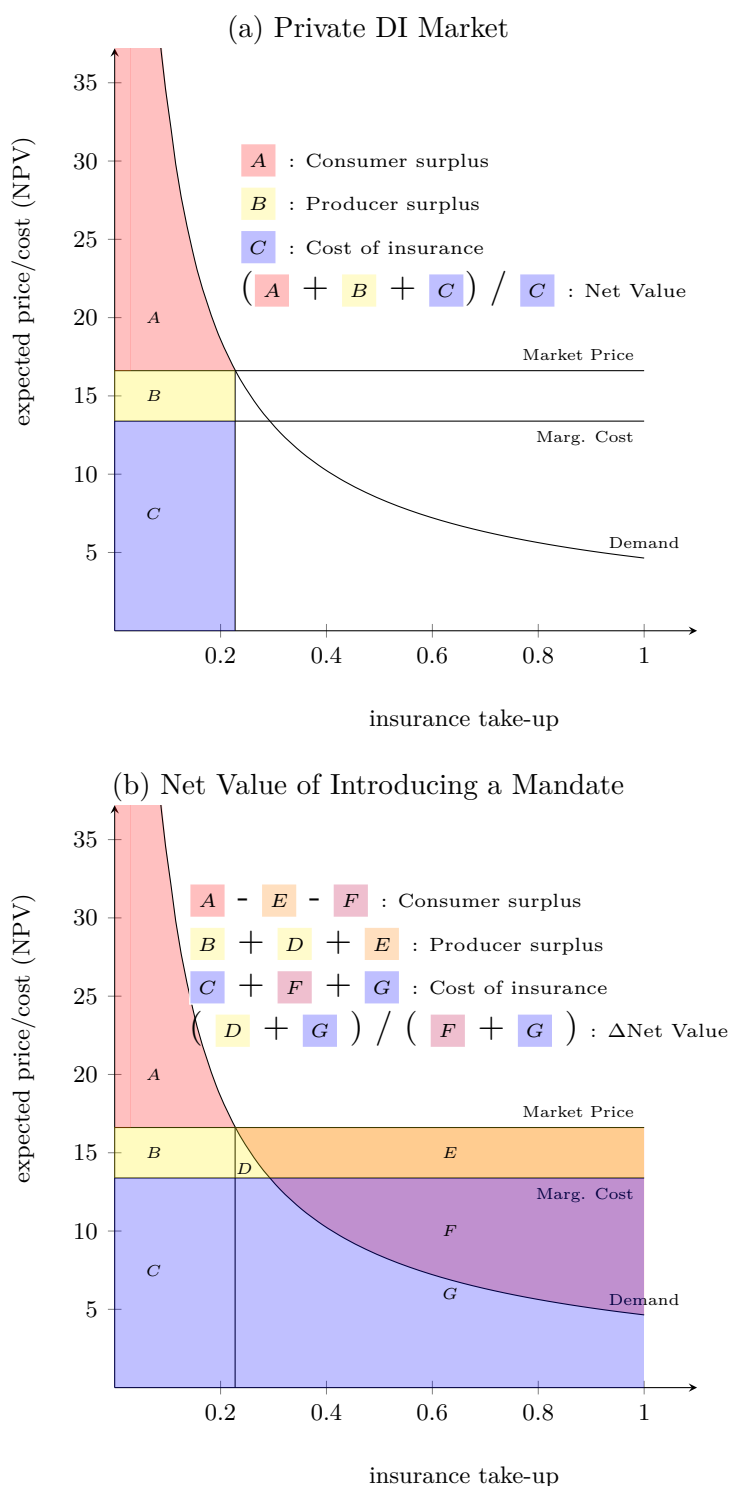 (a) Private DI Market
expected price/cost (NPV)
35
30
25
20
15
10
5
A : Consumer surplus
B : Producer surplus
C : Cost of insurance
(A + B + C) / C : Net Value
A
Market Price
B
Marg. Cost
C
Demand
0.2 0.4 0.6 0.8 1
insurance take-up
(b) Net Value of Introducing a Mandate
expected price/cost (NPV)
35
30
25
20
15
10
5
A - E - F : Consumer surplus
B + D + E : Producer surplus
C + F + G : Cost of insurance
( D + G ) / ( F + G ) : ΔNet Value
A
Market Price
B
E
D
Marg. Cost
F
C
G
Demand
0.2 0.4 0.6 0.8 1
insurance take-up